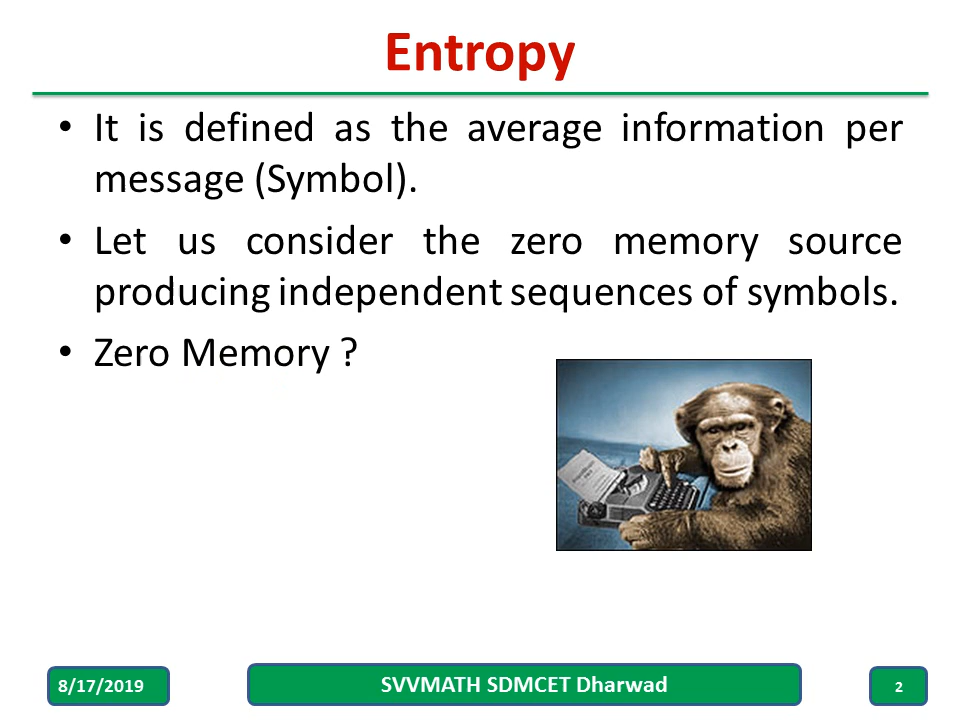 Entropy
• It is defined as the average information per
message (Symbol).
• Let us consider the zero memory source
producing independent sequences of symbols.
• Zero Memory ?
8/17/2019
SVVMATH SDMCET Dharwad
2